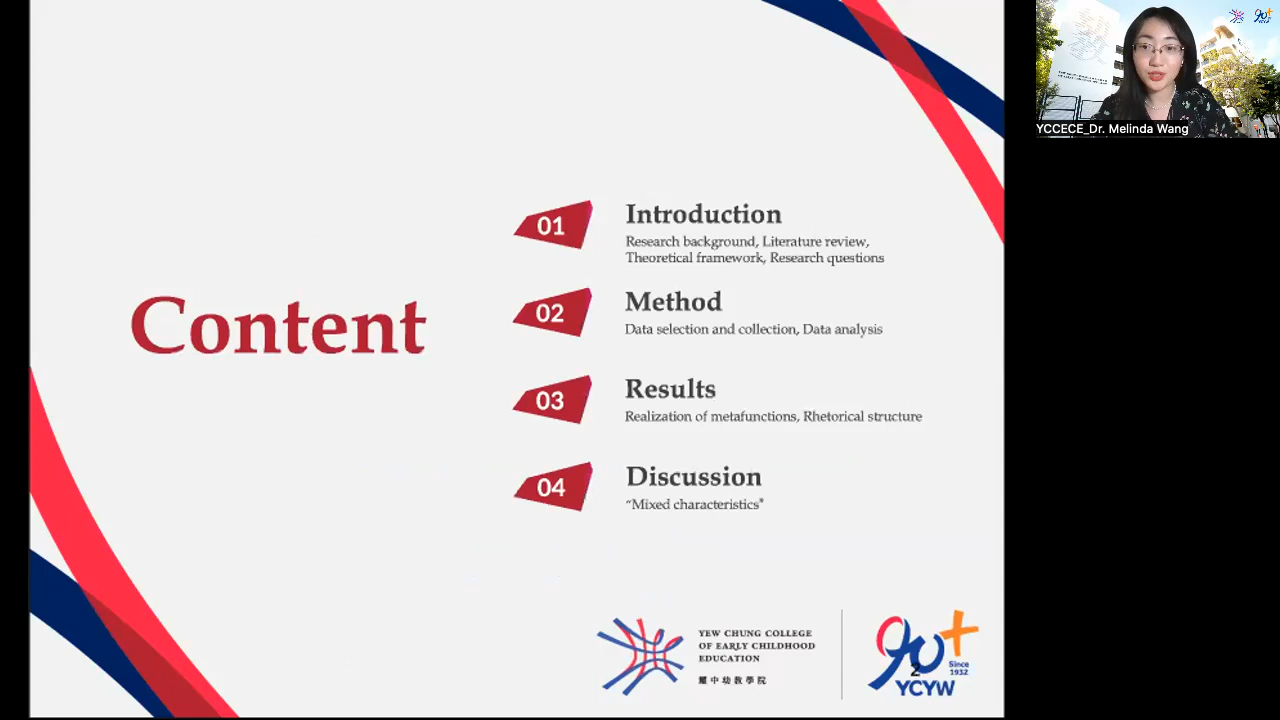 Content
01
Introduction
Research background, Literature review,
Theoretical framework, Research questions
02
Method
Data selection and collection, Data analysis
03
Results
Realization of metafunctions, Rhetorical structure
04
Discussion
“Mixed characteristics”
YEW CHUNG COLLEGE
OF EARLY CHILDHOOD
EDUCATION
耀中幼教學院
90+
Since
1932
2
YCYW
YCCECE_Dr. Melinda Wang